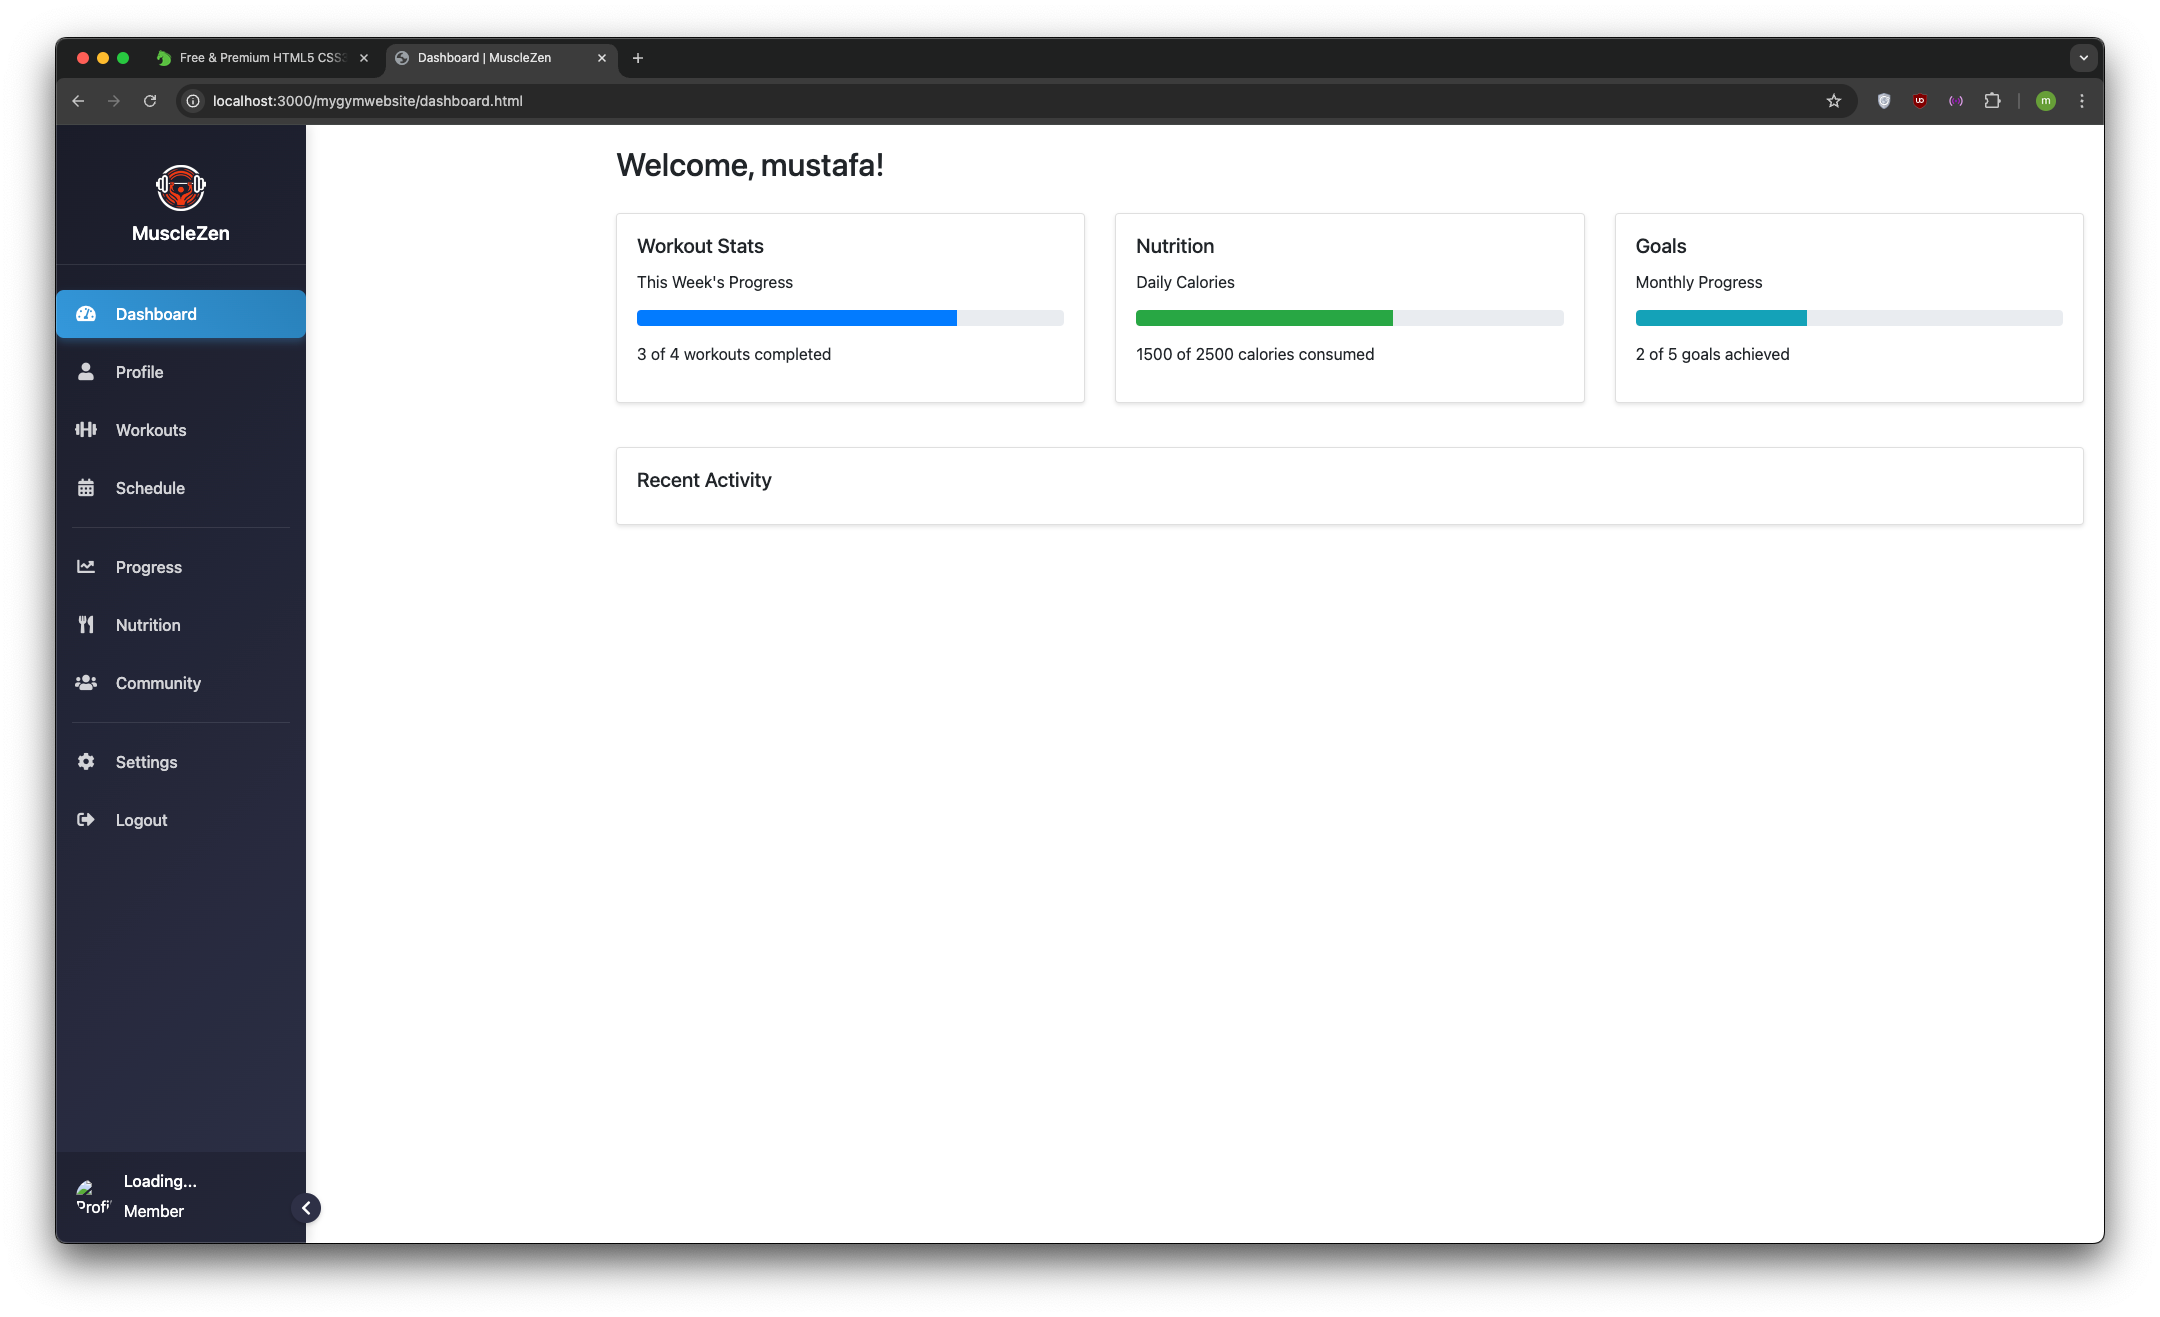 Free & Premium HTML5 CSS3
Dashboard | MuscleZen
localhost:3000/mygymwebsite/dashboard.html
m
MuscleZen
Dashboard
Profile
Workouts
Schedule
Progress
Nutrition
Community
Settings
Logout
Profi
Loading...
Member
Welcome, mustafa!
Workout Stats
This Week's Progress
3 of 4 workouts completed
Nutrition
Daily Calories
1500 of 2500 calories consumed
Goals
Monthly Progress
2 of 5 goals achieved
Recent Activity